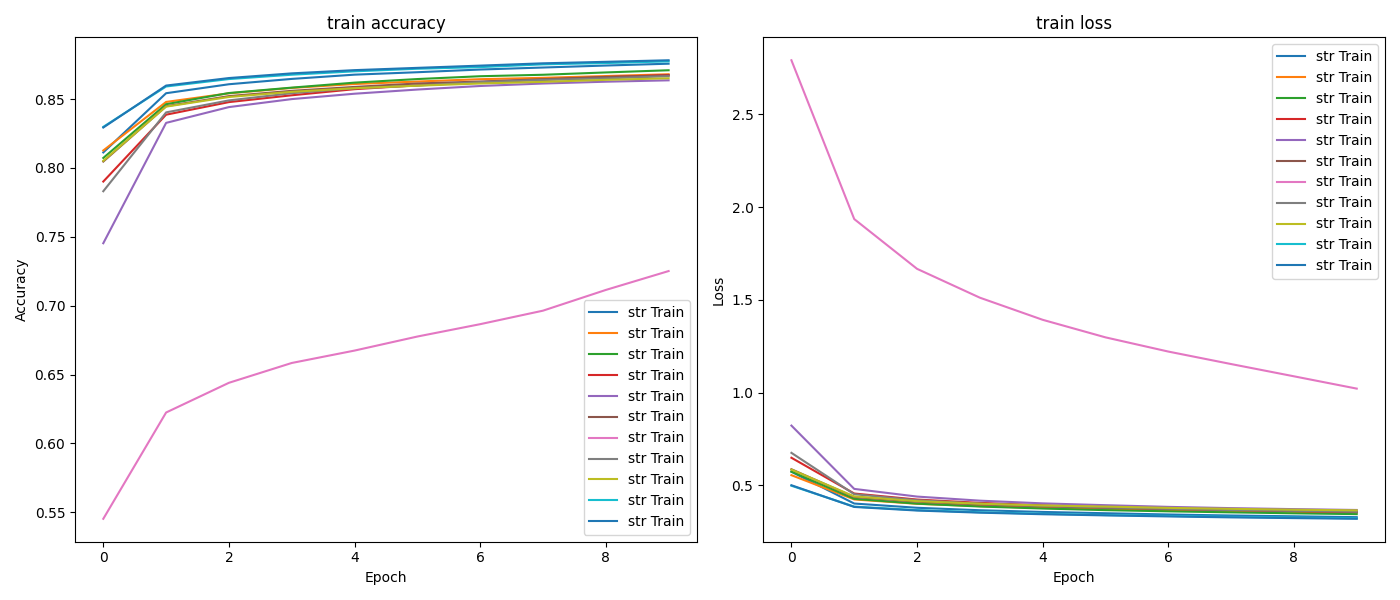 train accuracy
0.85
0.80
0.75
0.70
0.65
0.60
0.55
Accuracy
0 2 4 6 8
Epoch
str Train
str Train
str Train
str Train
str Train
str Train
str Train
str Train
str Train
str Train
str Train
train loss
2.5
2.0
1.5
1.0
0.5
Loss
0 2 4 6 8
Epoch
str Train
str Train
str Train
str Train
str Train
str Train
str Train
str Train
str Train
str Train
str Train